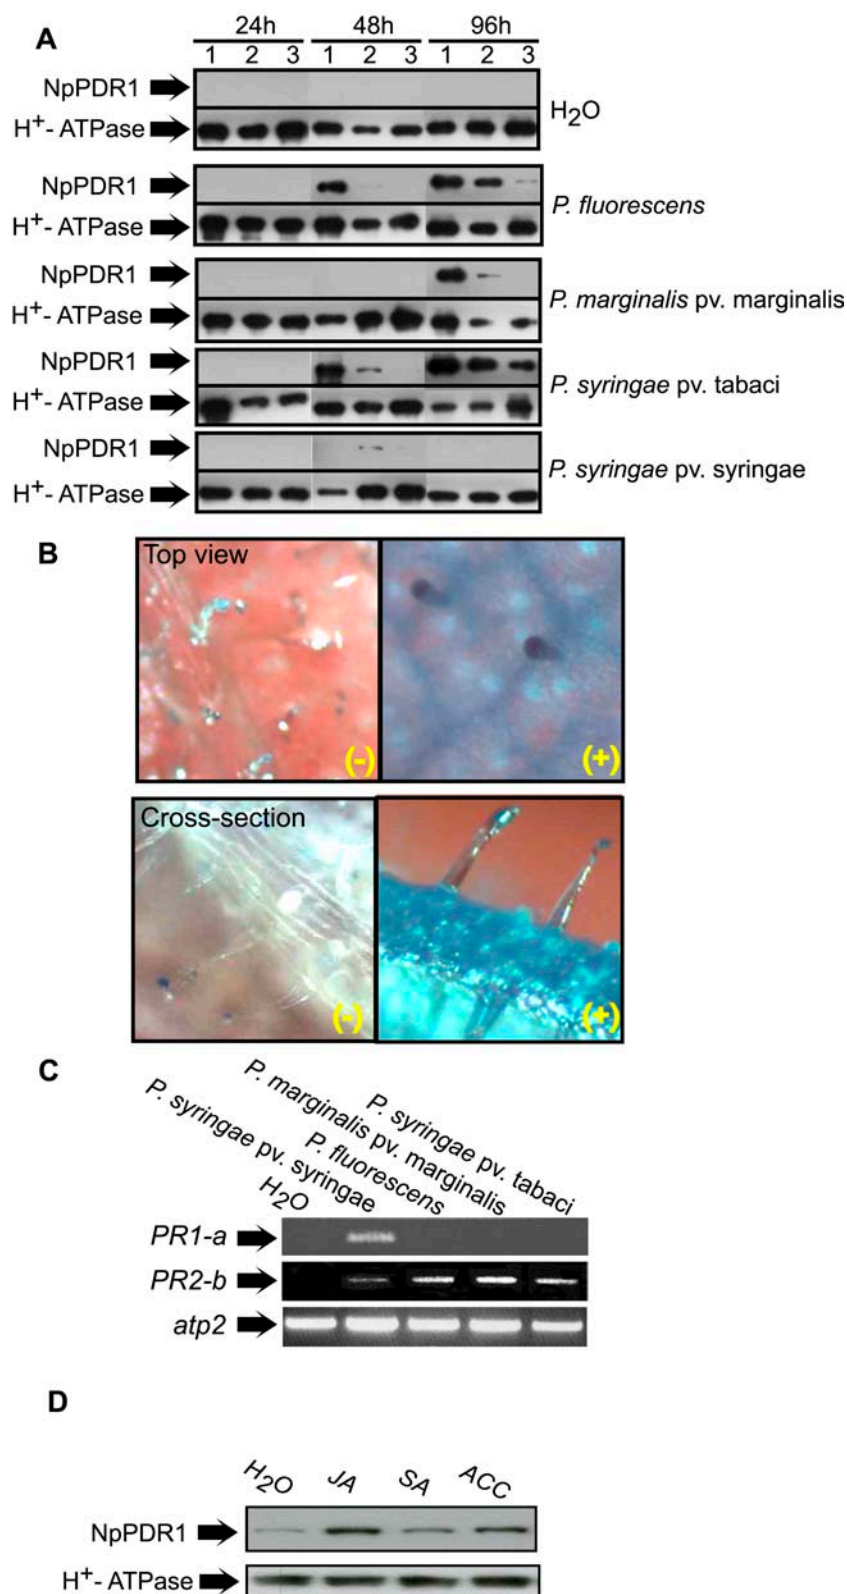 A
24h 48h 96h
1 2 3 1 2 3 1 2 3
NpPDR1
H+- ATPase
H2O
NpPDR1
H+- ATPase
P. fluorescens
NpPDR1
H+- ATPase
P. marginalis pv. marginalis
NpPDR1
H+- ATPase
P. syringae pv. tabaci
NpPDR1
H+- ATPase
P. syringae pv. syringae
B
Top view
(-) (+)
Cross-section
(-) (+)
C
H2O
P. syringae pv. syringae
P. fluorescens
P. marginalis pv. marginalis
P. syringae pv. tabaci
PR1-a
PR2-b
atp2
D
H2O JA SA ACC
NpPDR1
H+- ATPase